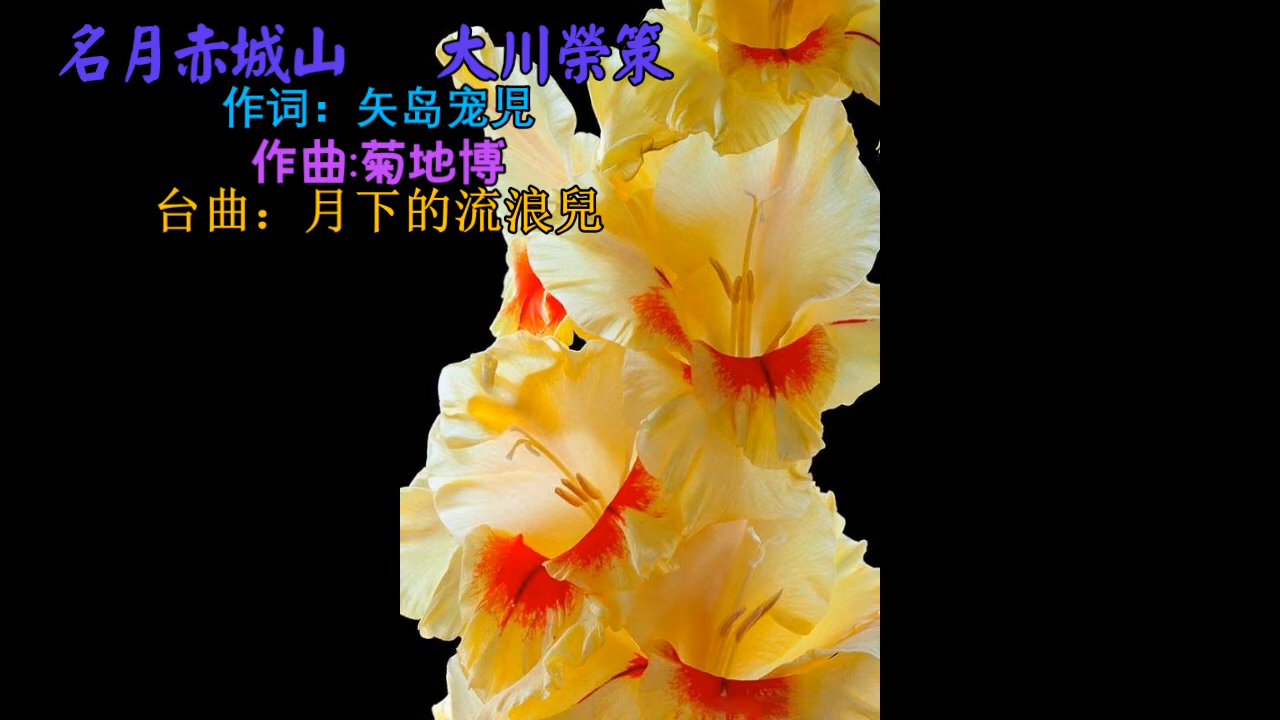 名月赤城山 大川榮策
作词：矢岛宠児
作曲:菊地博
台曲：月下的流浪兒